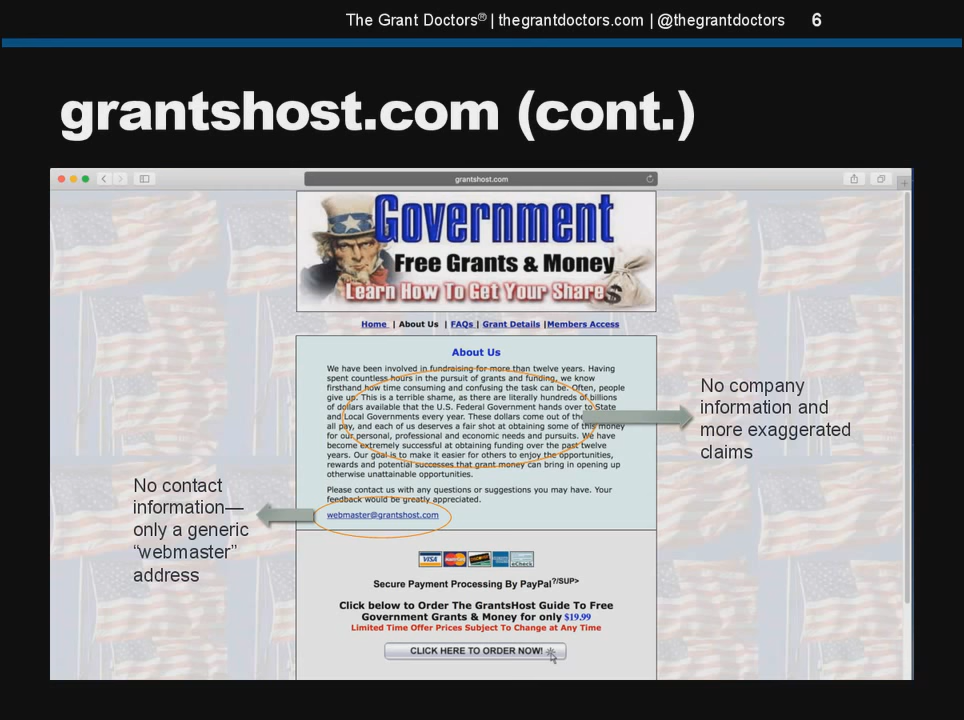 The Grant Doctors® | thegrantdoctors.com | @thegrantdoctors 6
grantshost.com (cont.)
grantshost.com
Government
Free Grants & Money
Learn How To Get Your Share
$
Home | About Us | FAQs | Grant Details |Members Access
About Us
We have been involved in fundraising for more than twelve years. Having
spent countless hours in the pursuit of grants and funding, we know
firsthand how time consuming and confusing the task can be. Often, people
give up. This is a terrible shame, as there are literally hundreds of billions
of dollars available that the U.S. Federal Government hands over to State
and Local Governments every year. These dollars come out of the
all pay, and each of us deserves a fair shot at obtaining some of this money
for our personal, professional and economic needs and pursuits. We have
become extremely successful at obtaining funding over the past twelve
years. Our goal is to make it easier for others to enjoy the opportunities,
rewards and potential successes that grant money can bring in opening up
otherwise unattainable opportunities.
Please contact us with any questions or suggestions you may have. Your
feedback would be greatly appreciated.
webmaster@grantshost.com
No company
information and
more exaggerated
claims
No contact
information—
only a generic
“webmaster”
address
VISA
eCheck
Secure Payment Processing By PayPal?/SUP>
Click below to Order The GrantsHost Guide To Free
Government Grants & Money for only $19.99
Limited Time Offer Prices Subject To Change at Any Time
CLICK HERE TO ORDER NOW!